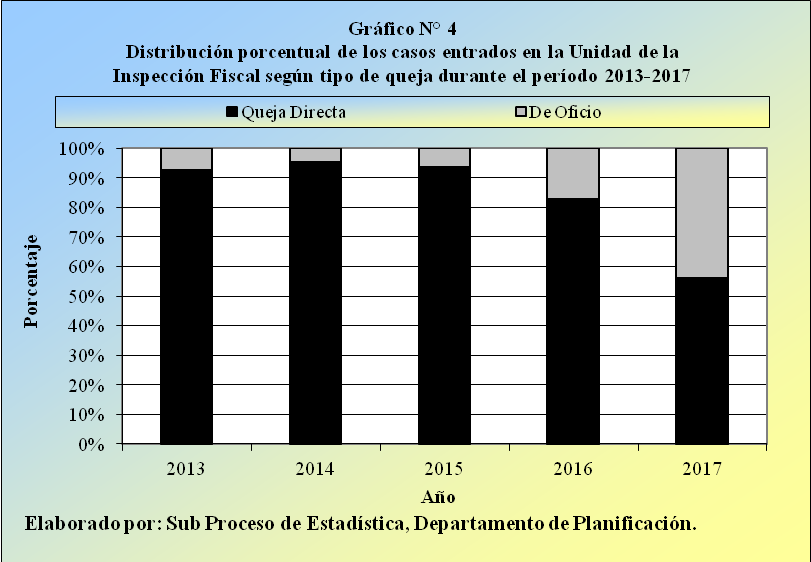 Gráfico N° 4
Distribución porcentual de los casos entrados en la Unidad de la
Inspección Fiscal según tipo de queja durante el período 2013-2017
Queja Directa De Oficio
100%
90%
80%
70%
60%
50%
40%
30%
20%
10%
0%
Porcentaje
2013 2014 2015 2016 2017
Año
Elaborado por: Sub Proceso de Estadística, Departamento de Planificación.